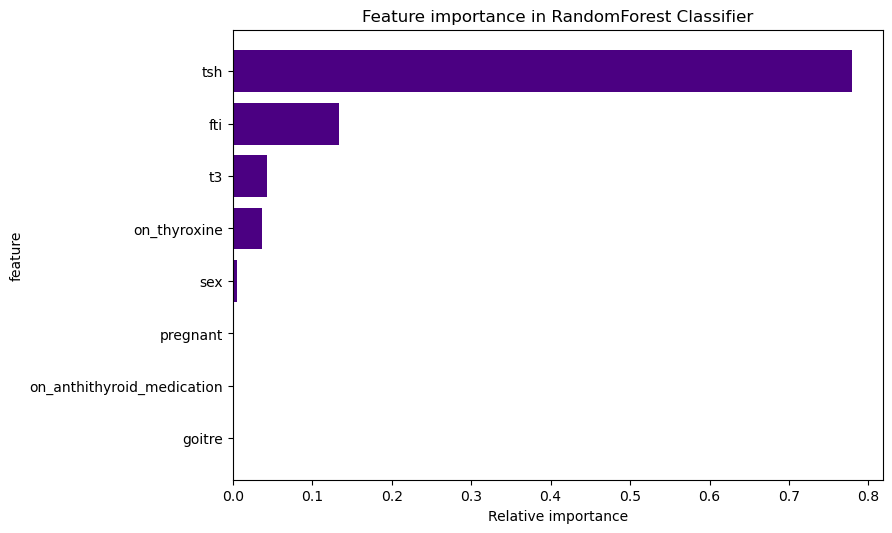 Feature importance in RandomForest Classifier
feature
tsh
fti
t3
on_thyroxine
sex
pregnant
on_anthithyroid_medication
goitre
0.0 0.1 0.2 0.3 0.4 0.5 0.6 0.7 0.8
Relative importance